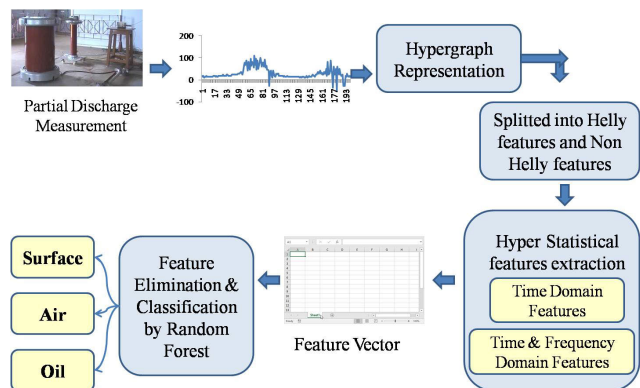 Partial Discharge
Measurement
200
100
0
-100
1
17
33
49
65
81
97
113
129
145
161
177
193
Hypergraph
Representation
Splitted into Helly
features and Non
Helly features
Hyper Statistical
features extraction
Time Domain
Features
Time & Frequency
Domain Features
Feature Vector
Feature
Elimination &
Classification
by Random
Forest
Surface
Air
Oil